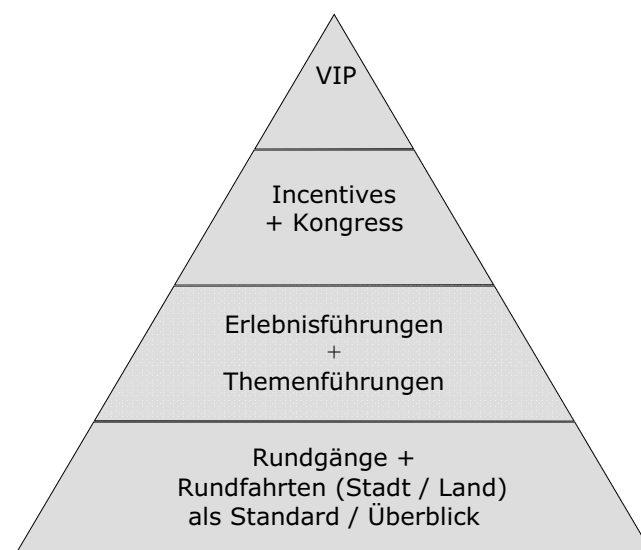 VIP
Incentives
+ Kongress
Erlebnisführungen
+
Themenführungen
Rundgänge +
Rundfahrten (Stadt / Land)
als Standard / Überblick